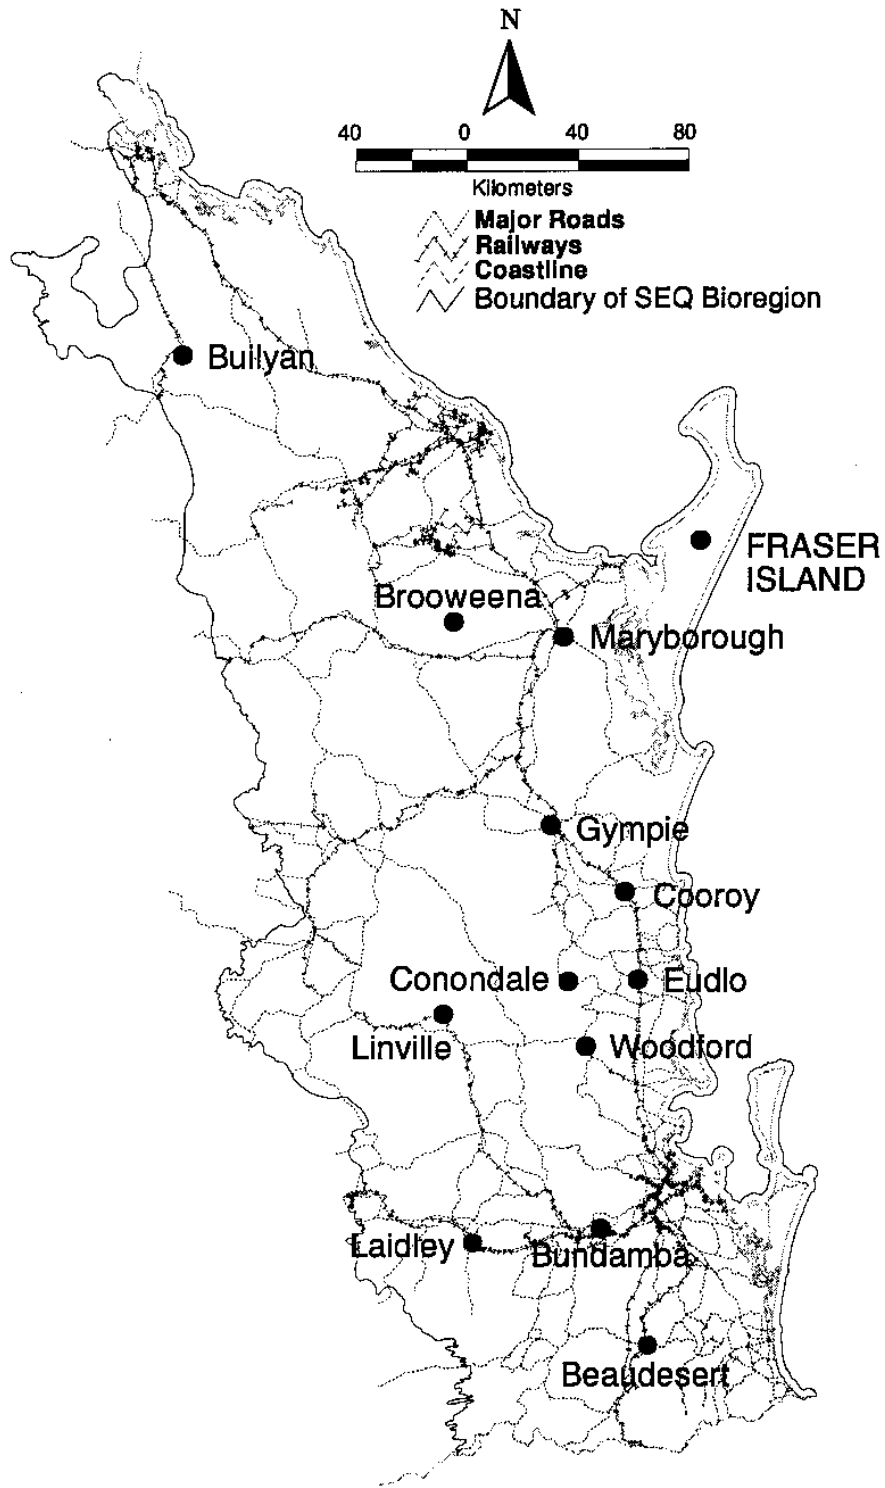 N
40 0 40 80
Kilometers
Major Roads
Railways
Coastline
Boundary of SEQ Bioregion
Builyan
FRASER
ISLAND
Brooweena
Maryborough
Gympie
Cooroy
Conondale
Eudlo
Linville
Woodford
Laidley
Bundamba
Beaudesert